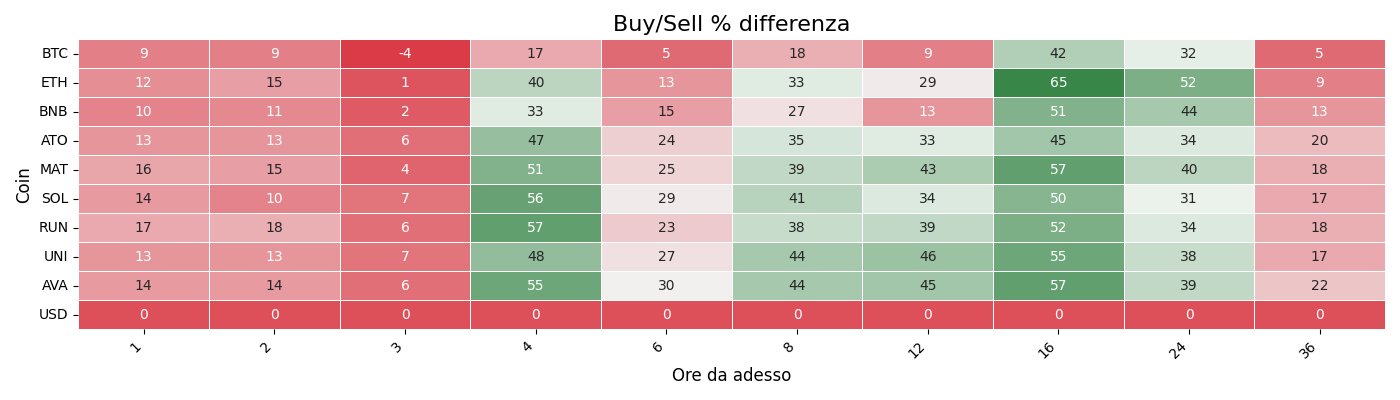 Buy/Sell % differenza
Coin
BTC 9 9 -4 17 5 18 9 42 32 5
ETH 12 15 1 40 13 33 29 65 52 9
BNB 10 11 2 33 15 27 13 51 44 13
ATO 13 13 6 47 24 35 33 45 34 20
MAT 16 15 4 51 25 39 43 57 40 18
SOL 14 10 7 56 29 41 34 50 31 17
RUN 17 18 6 57 23 38 39 52 34 18
UNI 13 13 7 48 27 44 46 55 38 17
AVA 14 14 6 55 30 44 45 57 39 22
USD 0 0 0 0 0 0 0 0 0 0
1 2 3 4 6 8 12 16 24 36
Ore da adesso